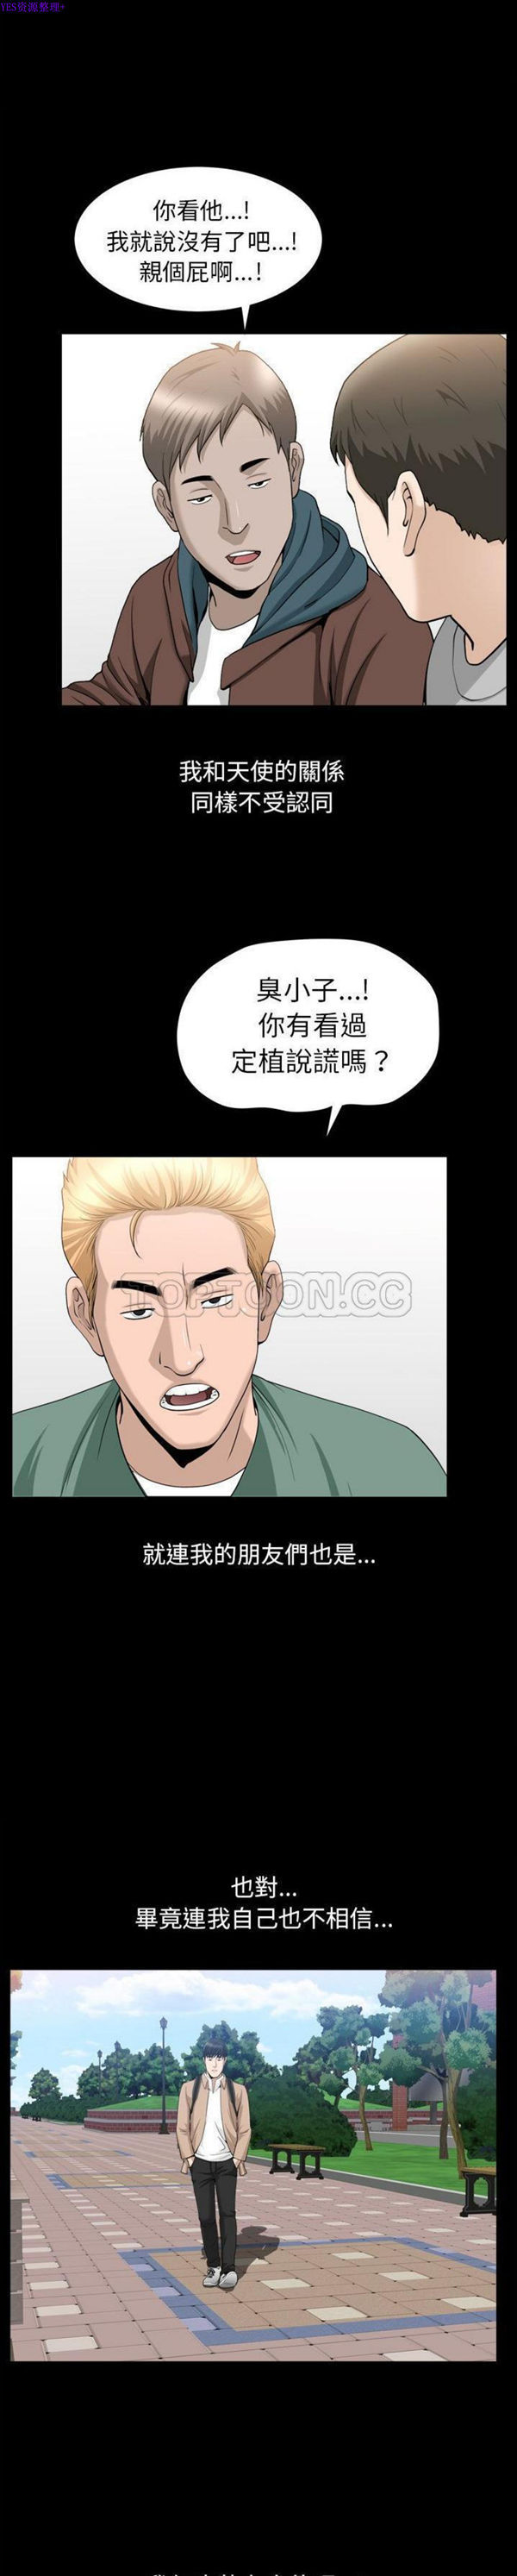 YES资源整理+
你看他...!
我就說沒有了吧...!
親個屁啊...!
我和天使的關係
同樣不受認同
臭小子...!
你有看過
定植說謊嗎？
TOPTOON.CC
就連我的朋友們也是...
也對...
畢竟連我自己也不相信...